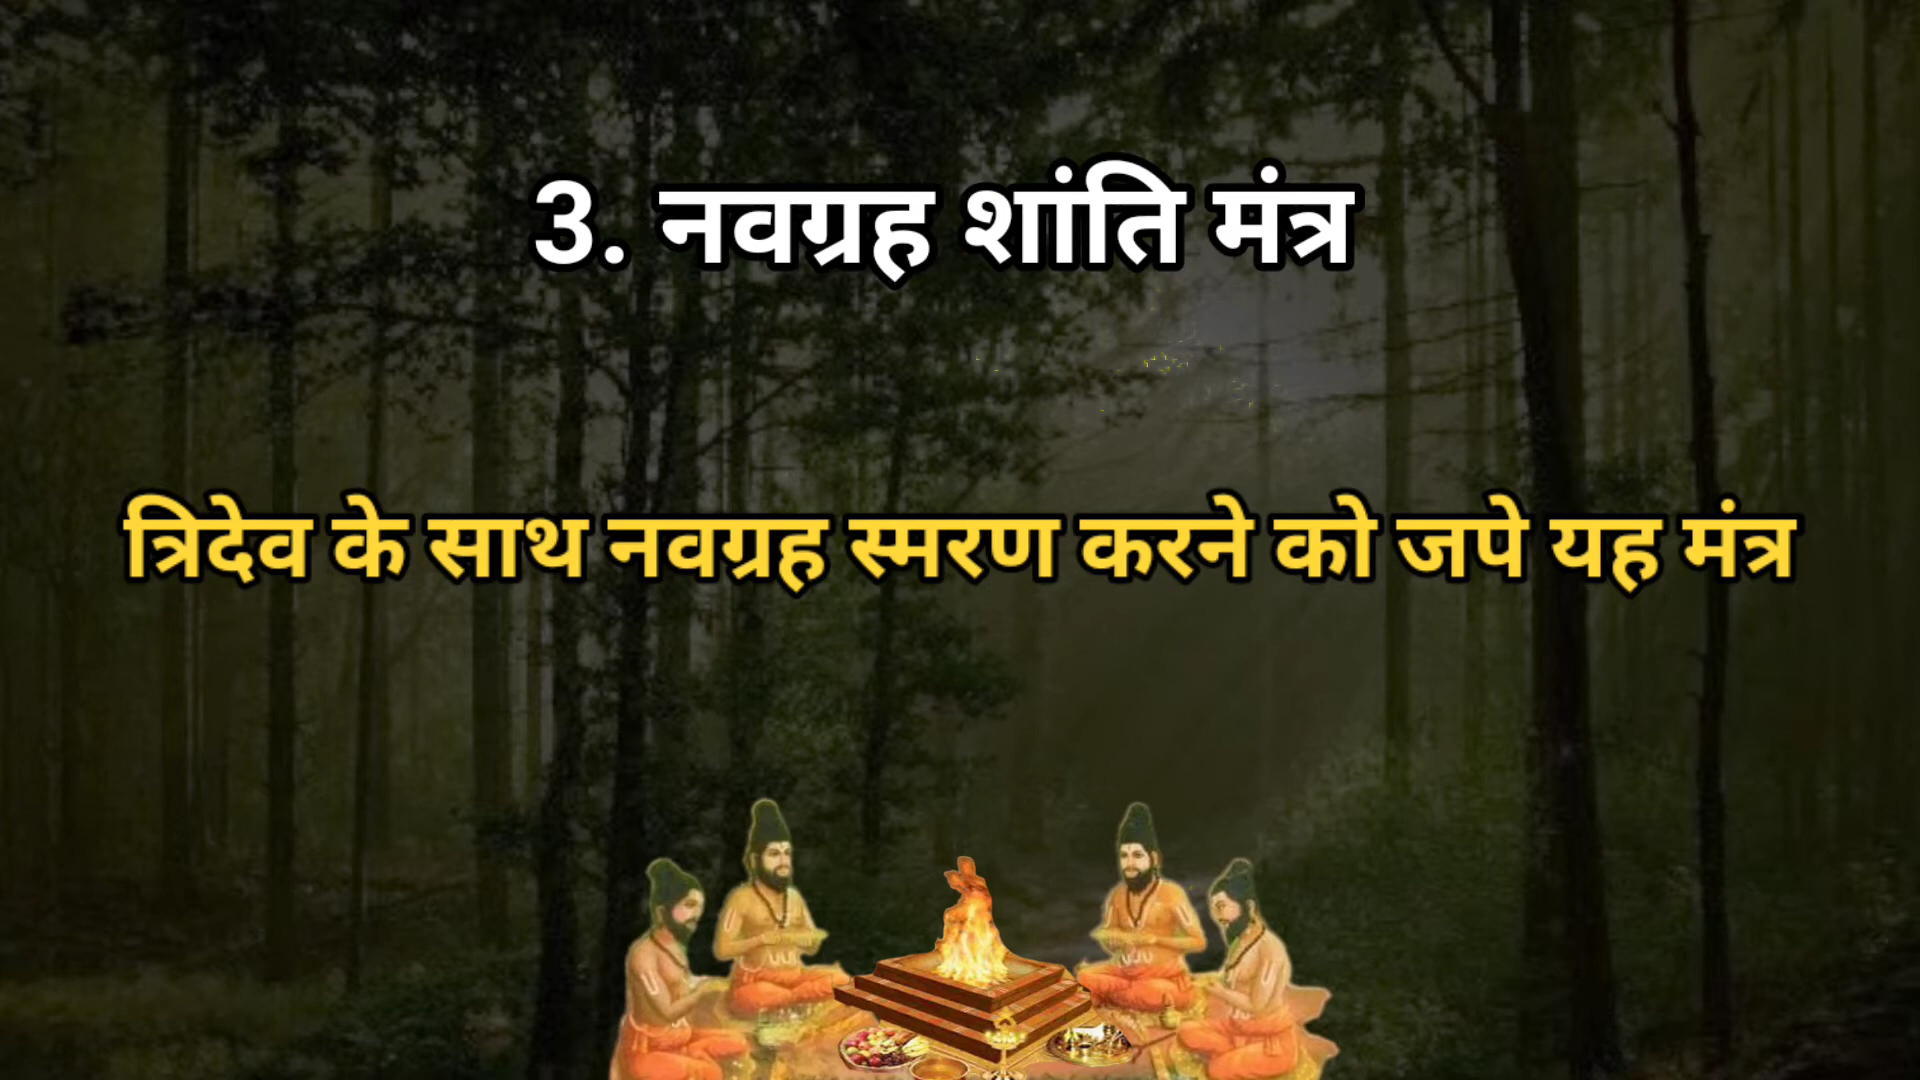 3. नवग्रह शांति मंत्र
त्रिदेव के साथ नवग्रह स्मरण करने को जपे यह मंत्र